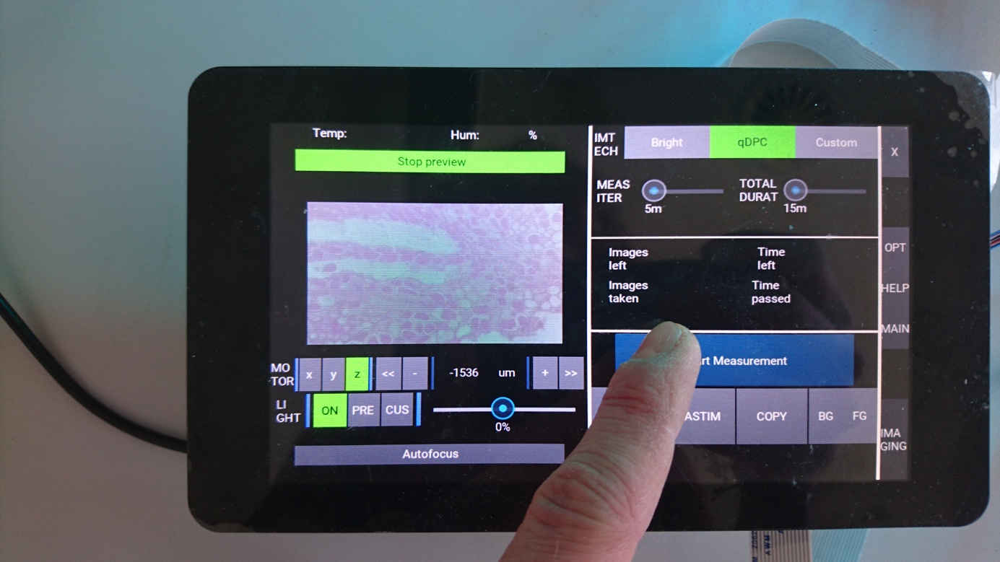 Temp: Hum: %
Stop preview
x y z << - -1536 um + >>
MO
TOR
LI
GHT
ON PRE CUS
0%
Autofocus
IMT
ECH
Bright qDPC Custom
MEAS
ITER
5m
TOTAL
DURAT
15m
Images
left
Time
left
Images
taken
Time
passed
rt Measurement
ASTIM COPY BG FG
X
OPT
HELP
MAIN
IMA
GING
AWM